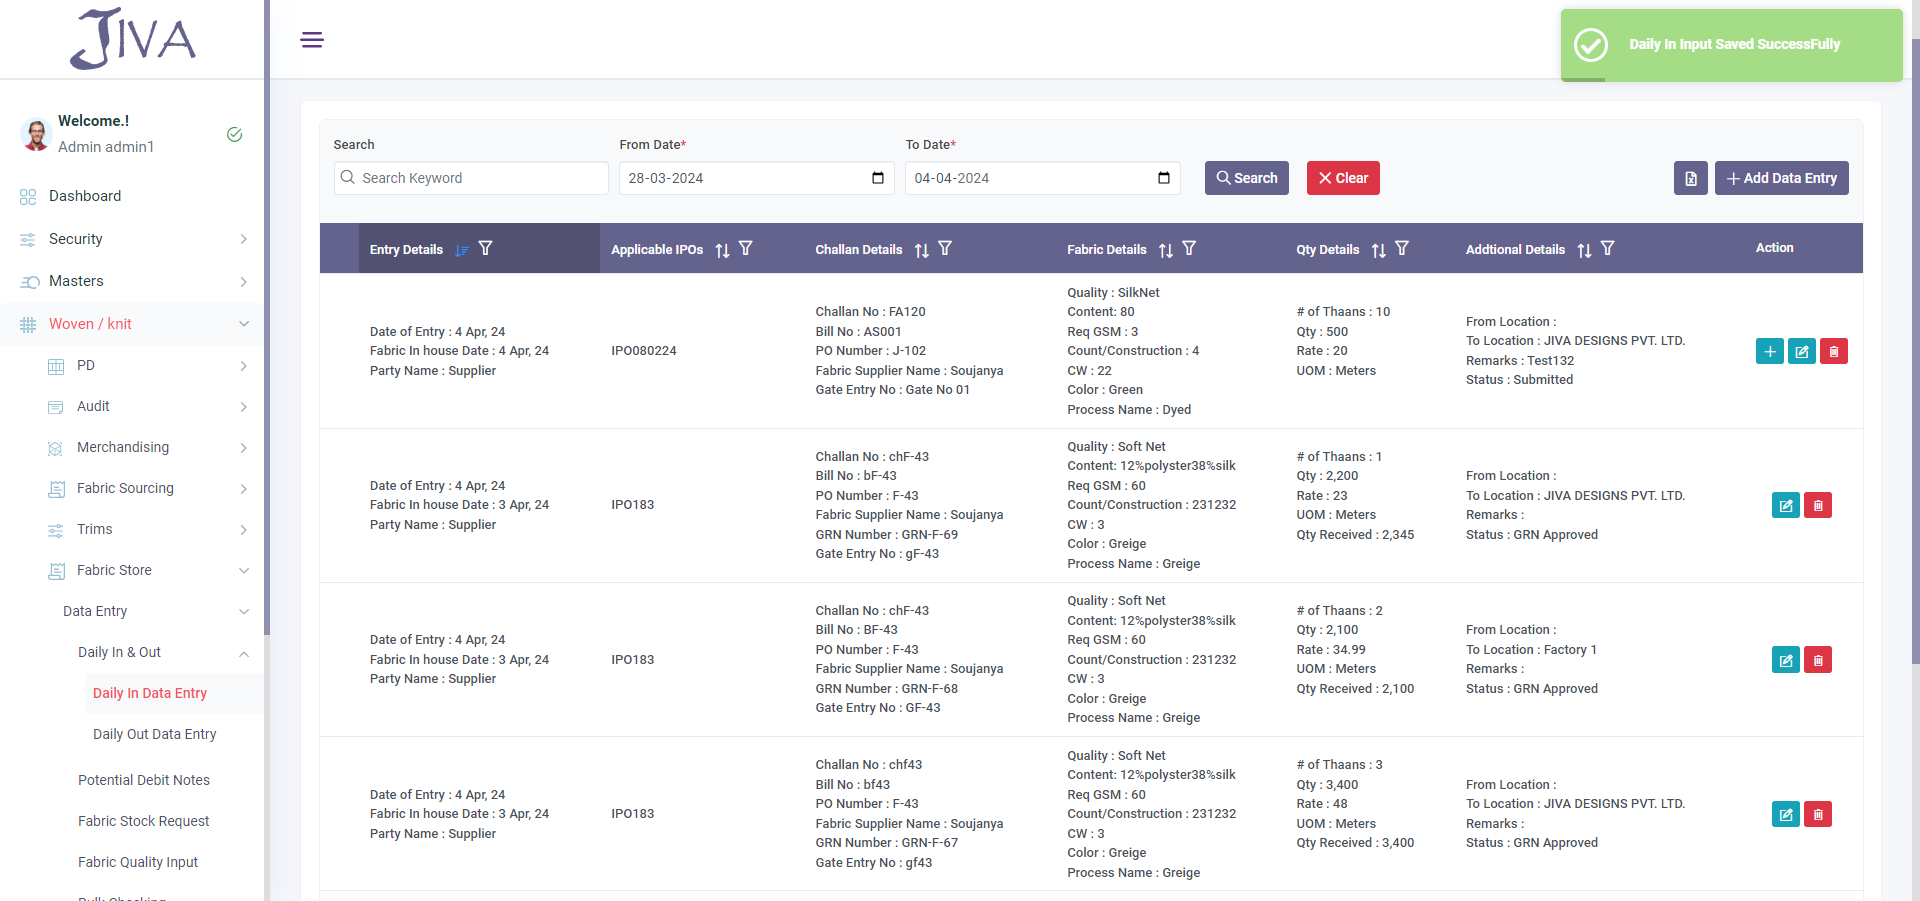 JIVA
Daily In Input Saved SuccessFully
Welcome.!
Admin admin1
Dashboard
Security
Masters
Woven / knit
PD
Audit
Merchandising
Fabric Sourcing
Trims
Fabric Store
Data Entry
Daily In & Out
Daily In Data Entry
Daily Out Data Entry
Potential Debit Notes
Fabric Stock Request
Fabric Quality Input
Search
From Date*
To Date*
Search Keyword
28-03-2024
04-04-2024
Search
Clear
Add Data Entry
Entry Details
Applicable IPOs
Challan Details
Fabric Details
Qty Details
Addtional Details
Action
Date of Entry : 4 Apr, 24
Fabric In house Date : 4 Apr, 24
Party Name : Supplier
IPO080224
Challan No : FA120
Bill No : AS001
PO Number : J-102
Fabric Supplier Name : Soujanya
Gate Entry No : Gate No 01
Quality : SilkNet
Content: 80
Req GSM : 3
Count/Construction : 4
CW : 22
Color : Green
Process Name : Dyed
# of Thaans : 10
Qty : 500
Rate : 20
UOM : Meters
From Location :
To Location : JIVA DESIGNS PVT. LTD.
Remarks : Test132
Status : Submitted
Date of Entry : 4 Apr, 24
Fabric In house Date : 3 Apr, 24
Party Name : Supplier
IPO183
Challan No : chF-43
Bill No : bF-43
PO Number : F-43
Fabric Supplier Name : Soujanya
GRN Number : GRN-F-69
Gate Entry No : gF-43
Quality : Soft Net
Content: 12%polyster38%silk
Req GSM : 60
Count/Construction : 231232
CW : 3
Color : Greige
Process Name : Greige
# of Thaans : 1
Qty : 2,200
Rate : 23
UOM : Meters
Qty Received : 2,345
From Location :
To Location : JIVA DESIGNS PVT. LTD.
Remarks :
Status : GRN Approved
Date of Entry : 4 Apr, 24
Fabric In house Date : 3 Apr, 24
Party Name : Supplier
IPO183
Challan No : chF-43
Bill No : BF-43
PO Number : F-43
Fabric Supplier Name : Soujanya
GRN Number : GRN-F-68
Gate Entry No : GF-43
Quality : Soft Net
Content: 12%polyster38%silk
Req GSM : 60
Count/Construction : 231232
CW : 3
Color : Greige
Process Name : Greige
# of Thaans : 2
Qty : 2,100
Rate : 34.99
UOM : Meters
Qty Received : 2,100
From Location :
To Location : Factory 1
Remarks :
Status : GRN Approved
Date of Entry : 4 Apr, 24
Fabric In house Date : 3 Apr, 24
Party Name : Supplier
IPO183
Challan No : chf43
Bill No : bf43
PO Number : F-43
Fabric Supplier Name : Soujanya
GRN Number : GRN-F-67
Gate Entry No : gf43
Quality : Soft Net
Content: 12%polyster38%silk
Req GSM : 60
Count/Construction : 231232
CW : 3
Color : Greige
Process Name : Greige
# of Thaans : 3
Qty : 3,400
Rate : 48
UOM : Meters
Qty Received : 3,400
From Location :
To Location : JIVA DESIGNS PVT. LTD.
Remarks :
Status : GRN Approved